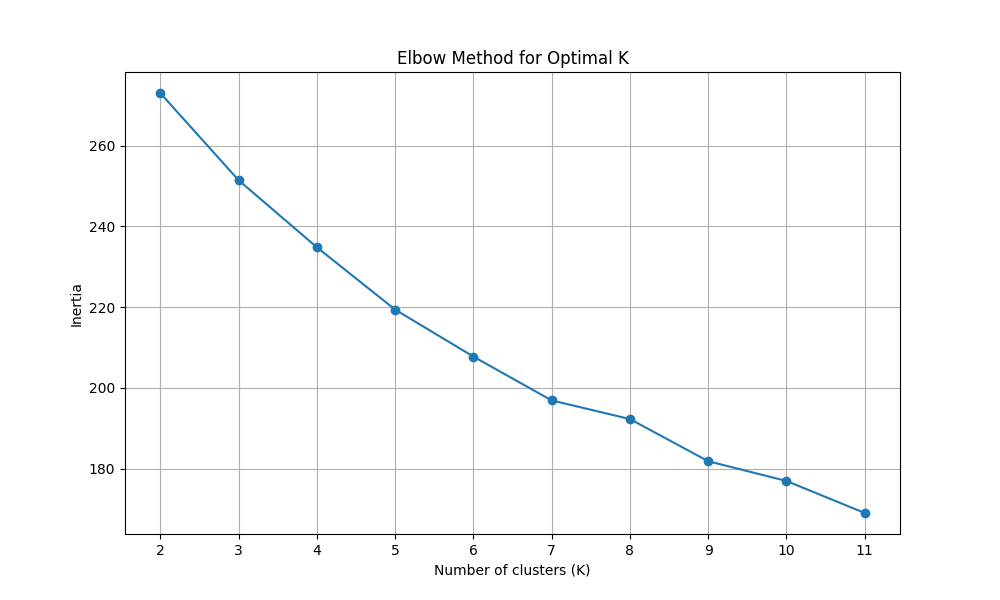 Elbow Method for Optimal K
260
240
220
200
180
Inertia
2 3 4 5 6 7 8 9 10 11
Number of clusters (K)